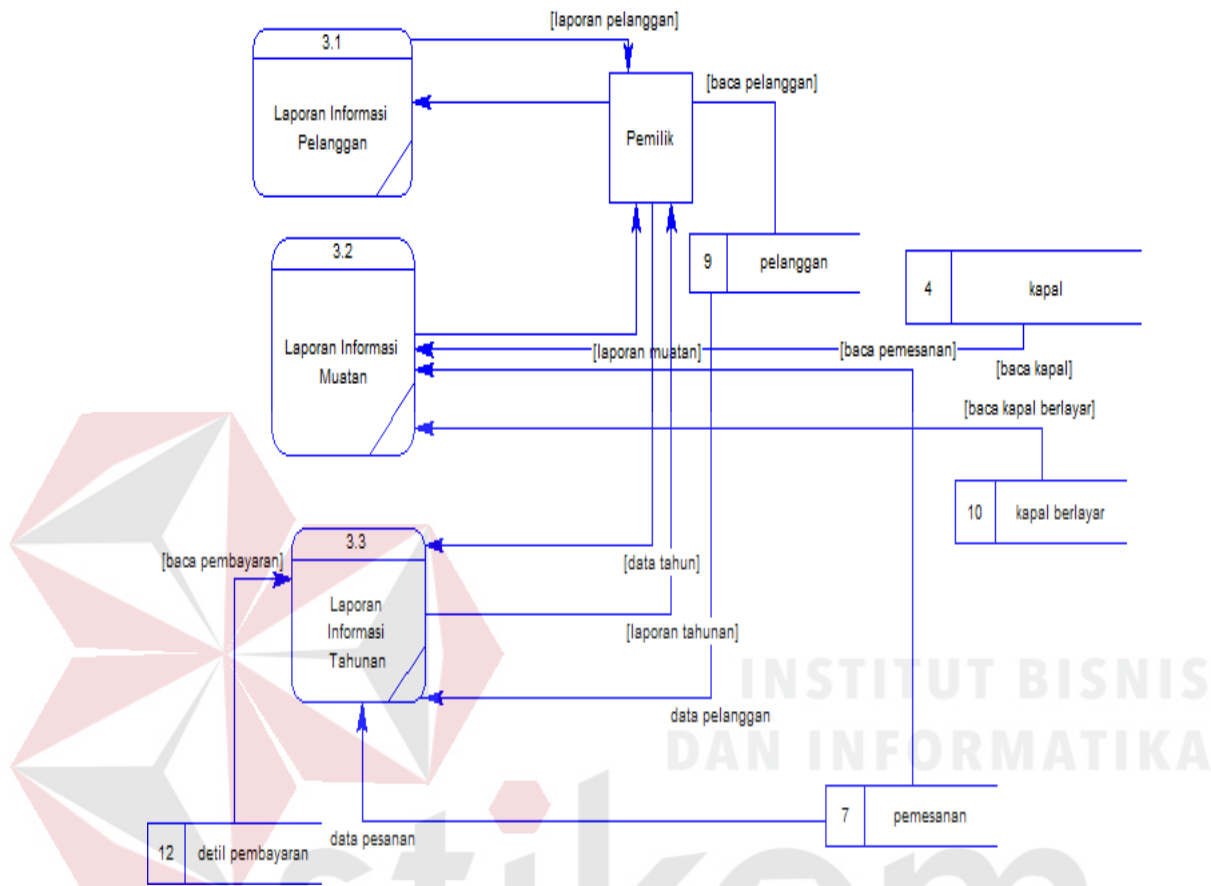 [laporan pelanggan]
3.1
Laporan Informasi
Pelanggan
[baca pelanggan]
Pemilik
3.2
Laporan Informasi
Muatan
9
pelanggan
4
kapal
[laporan muatan]
[baca pemesanan]
[baca kapal]
[baca kapal berlayar]
10
kapal berlayar
3.3
[baca pembayaran]
[data tahun]
Laporan
Informasi
Tahunan
[laporan tahunan]
INSTITUT BISNIS
data pelanggan
DAN INFORMATIKA
7
pemesanan
data pesanan
12
detil pembayaran
stikom